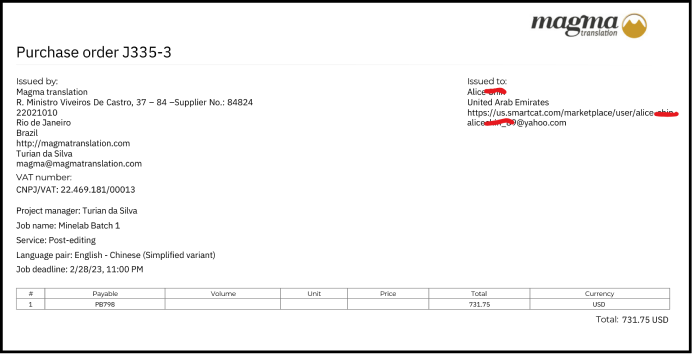 magma
translation
Purchase order J335-3
Issued by:
Magma translation
R. Ministro Viveiros De Castro, 37 – 84 –Supplier No.: 84824
22021010
Rio de Janeiro
Brazil
http://magmatranslation.com
Turian da Silva
magma@magmatranslation.com
VAT number:
CNPJ/VAT: 22.469.181/00013
Issued to:
Alice
United Arab Emirates
https://us.smartcat.com/marketplace/user/alice
alice @yahoo.com
Project manager: Turian da Silva
Job name: Minelab Batch 1
Service: Post-editing
Language pair: English - Chinese (Simplified variant)
Job deadline: 2/28/23, 11:00 PM
# Payable Volume Unit Price Total Currency
1 PB798 731.75 USD
Total: 731.75 USD